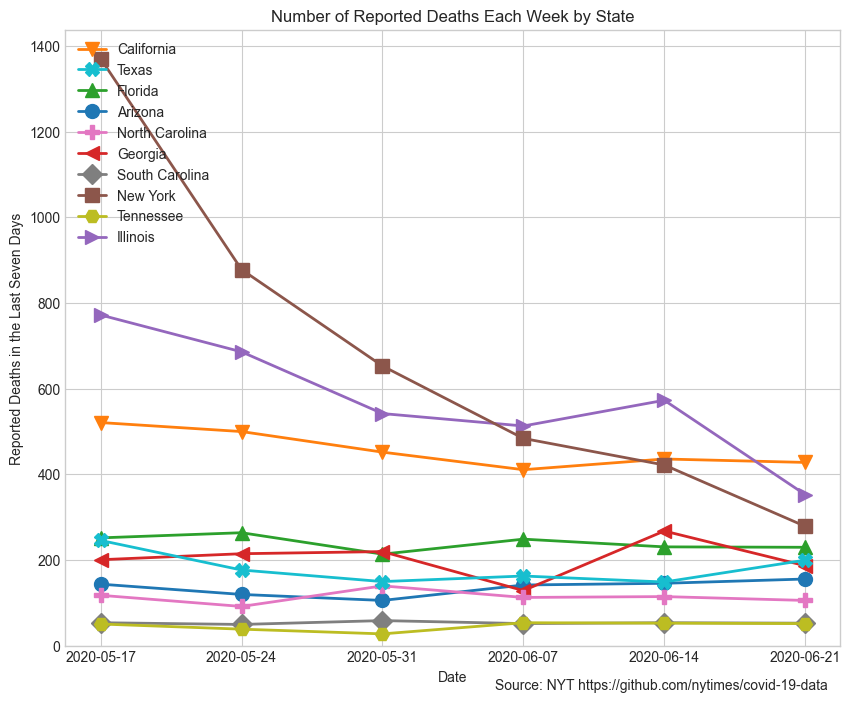 Number of Reported Deaths Each Week by State
1400
1200
1000
800
600
400
200
0
Reported Deaths in the Last Seven Days
California
Texas
Florida
Arizona
North Carolina
Georgia
South Carolina
New York
Tennessee
Illinois
2020-05-17 2020-05-24 2020-05-31 2020-06-07 2020-06-14 2020-06-21
Date
Source: NYT https://github.com/nytimes/covid-19-data